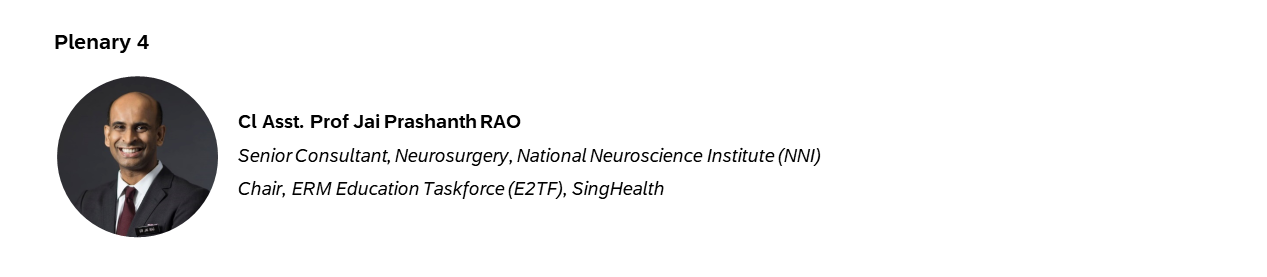 Plenary 4
Cl Asst. Prof Jai Prashanth RAO
Senior Consultant, Neurosurgery, National Neuroscience Institute (NNI)
Chair, ERM Education Taskforce (E2TF), SingHealth